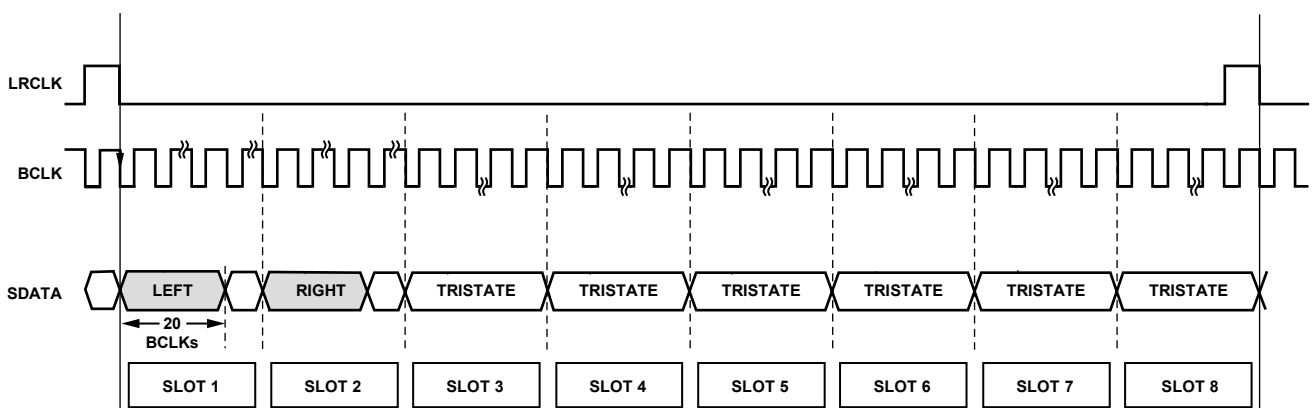 LRCLK
BCLK
SDATA
LEFT
RIGHT
TRISTATE
TRISTATE
TRISTATE
TRISTATE
TRISTATE
TRISTATE
20
BCLKs
SLOT 1
SLOT 2
SLOT 3
SLOT 4
SLOT 5
SLOT 6
SLOT 7
SLOT 8